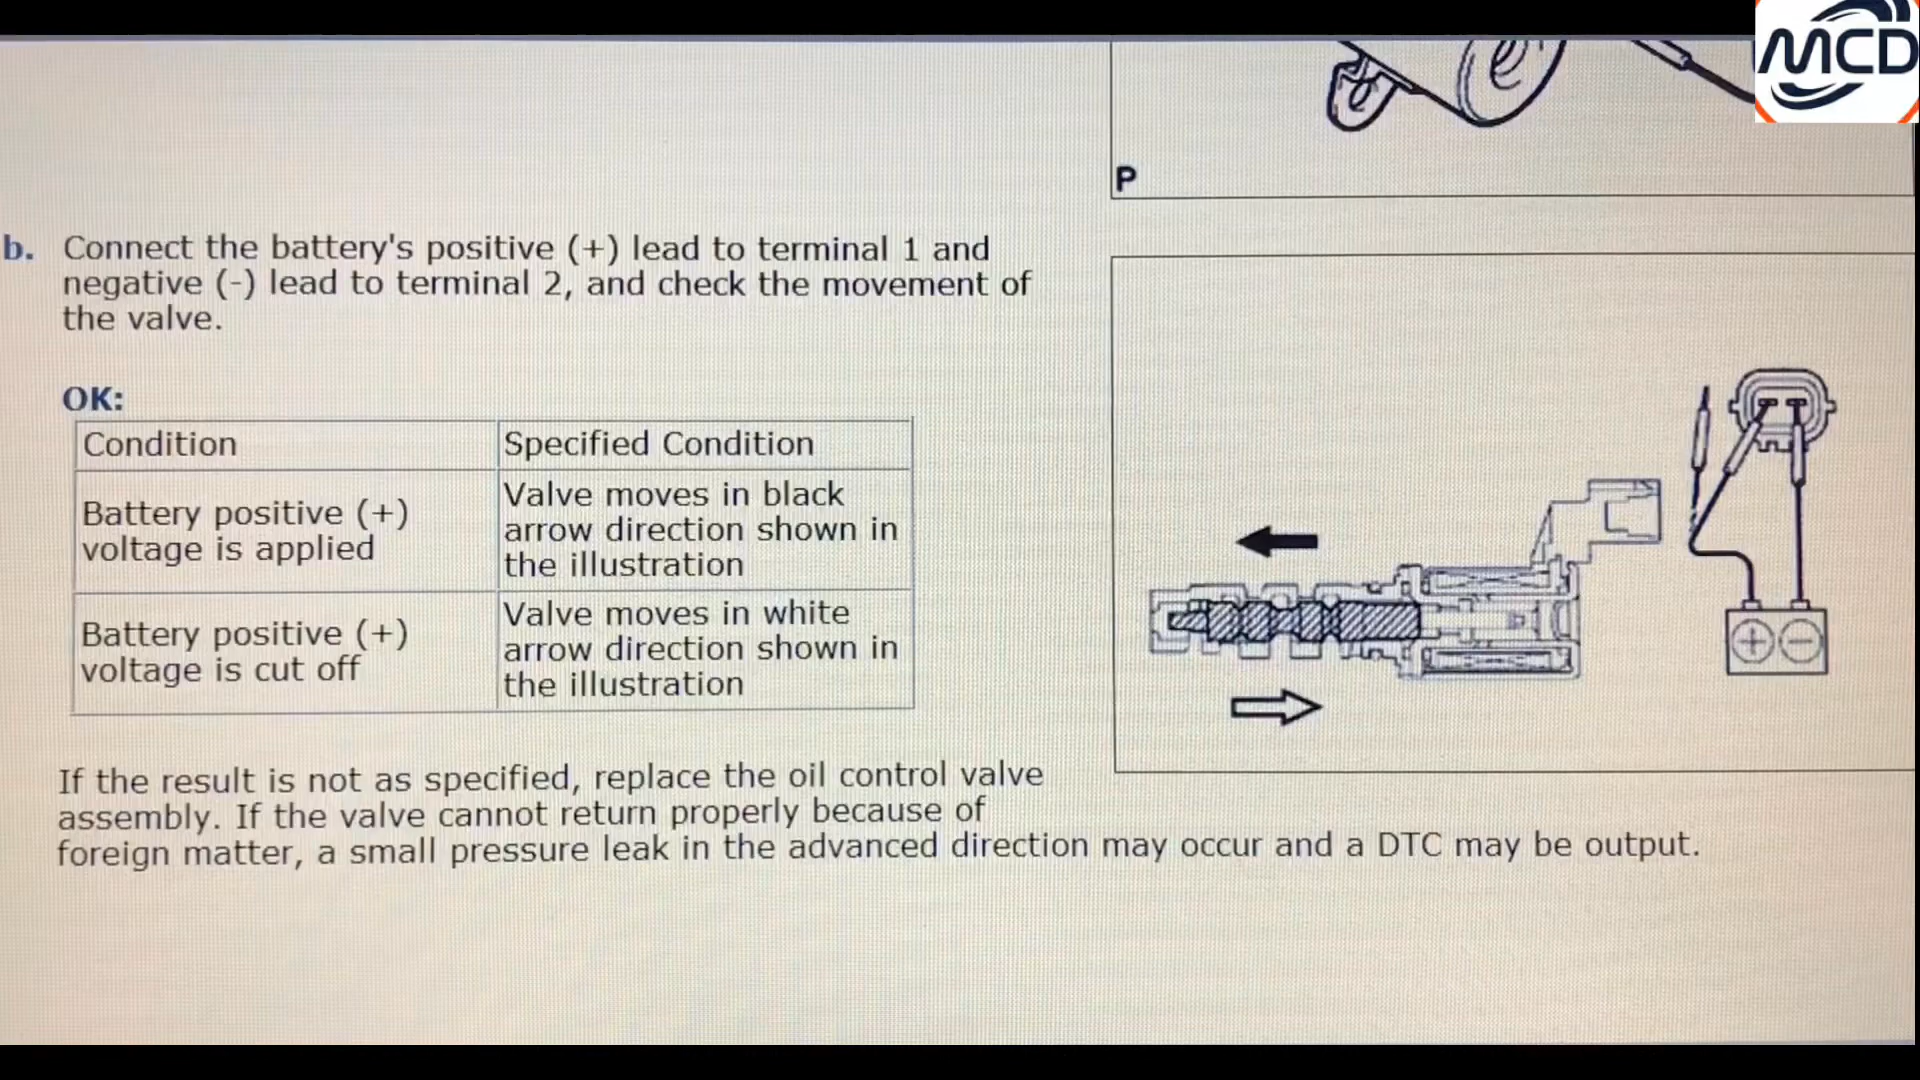 MCD
P
b. Connect the battery's positive (+) lead to terminal 1 and
negative (-) lead to terminal 2, and check the movement of
the valve.
OK:
Condition
Specified Condition
Battery positive (+)
voltage is applied
Valve moves in black
arrow direction shown in
the illustration
Battery positive (+)
voltage is cut off
Valve moves in white
arrow direction shown in
the illustration
+ −
If the result is not as specified, replace the oil control valve
assembly. If the valve cannot return properly because of
foreign matter, a small pressure leak in the advanced direction may occur and a DTC may be output.